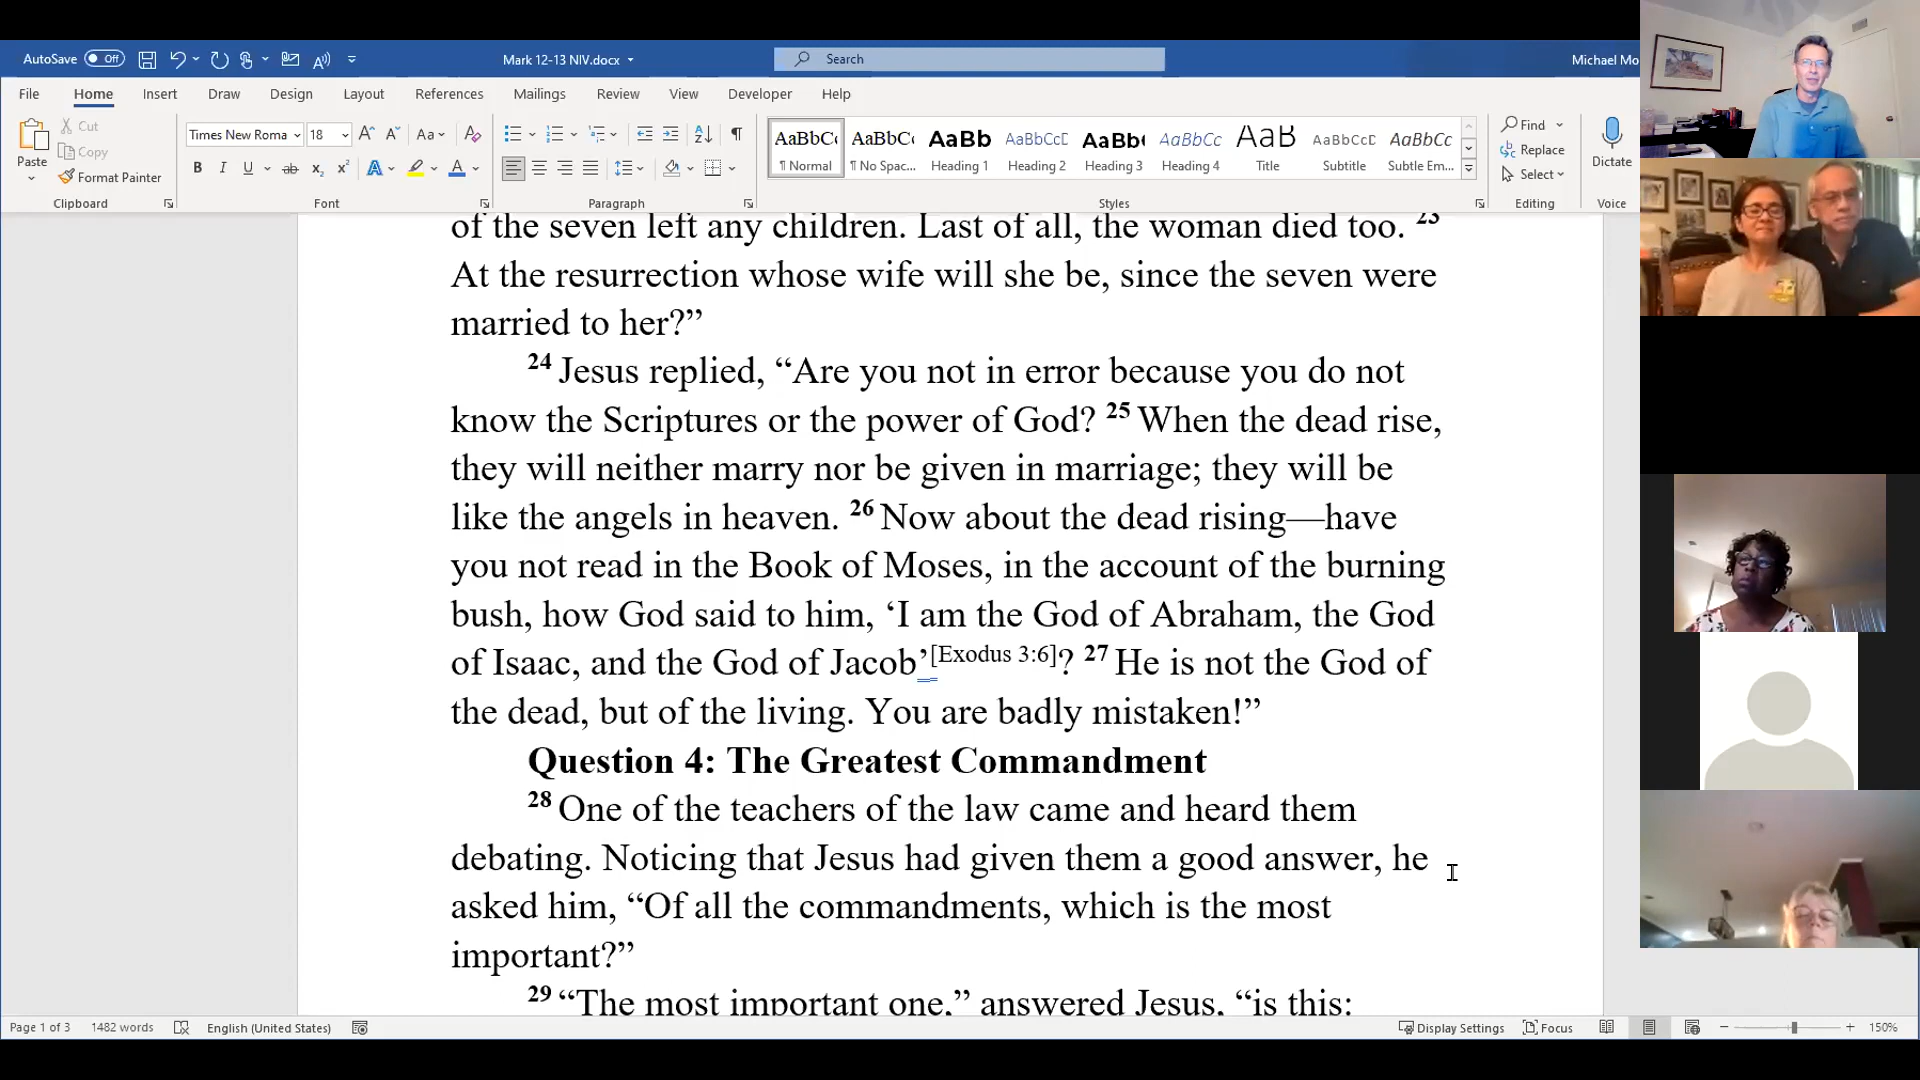 AutoSave Off Mark 12-13 NIV.docx Search Michael Mo
File Home Insert Draw Design Layout References Mailings Review View Developer Help
Paste Cut Copy Format Painter
Times New Roma 18 Aa
AaBbCc AaBbCc AaBb AaBbCcD AaBb( AaBbCc AaB AaBbCcD AaBbCc
¶ Normal ¶ No Spac... Heading 1 Heading 2 Heading 3 Heading 4 Title Subtitle Subtle Em...
Find Replace Select Dictate
Clipboard Font Paragraph Styles Editing Voice
of the seven left any children. Last of all, the woman died too. 23
At the resurrection whose wife will she be, since the seven were
married to her?”
24 Jesus replied, “Are you not in error because you do not
know the Scriptures or the power of God? 25 When the dead rise,
they will neither marry nor be given in marriage; they will be
like the angels in heaven. 26 Now about the dead rising—have
you not read in the Book of Moses, in the account of the burning
bush, how God said to him, ‘I am the God of Abraham, the God
of Isaac, and the God of Jacob’[Exodus 3:6]? 27 He is not the God of
the dead, but of the living. You are badly mistaken!”
Question 4: The Greatest Commandment
28 One of the teachers of the law came and heard them
debating. Noticing that Jesus had given them a good answer, he
asked him, “Of all the commandments, which is the most
important?”
29 “The most important one,” answered Jesus, “is this:
Page 1 of 3 1482 words English (United States) Display Settings Focus 150%